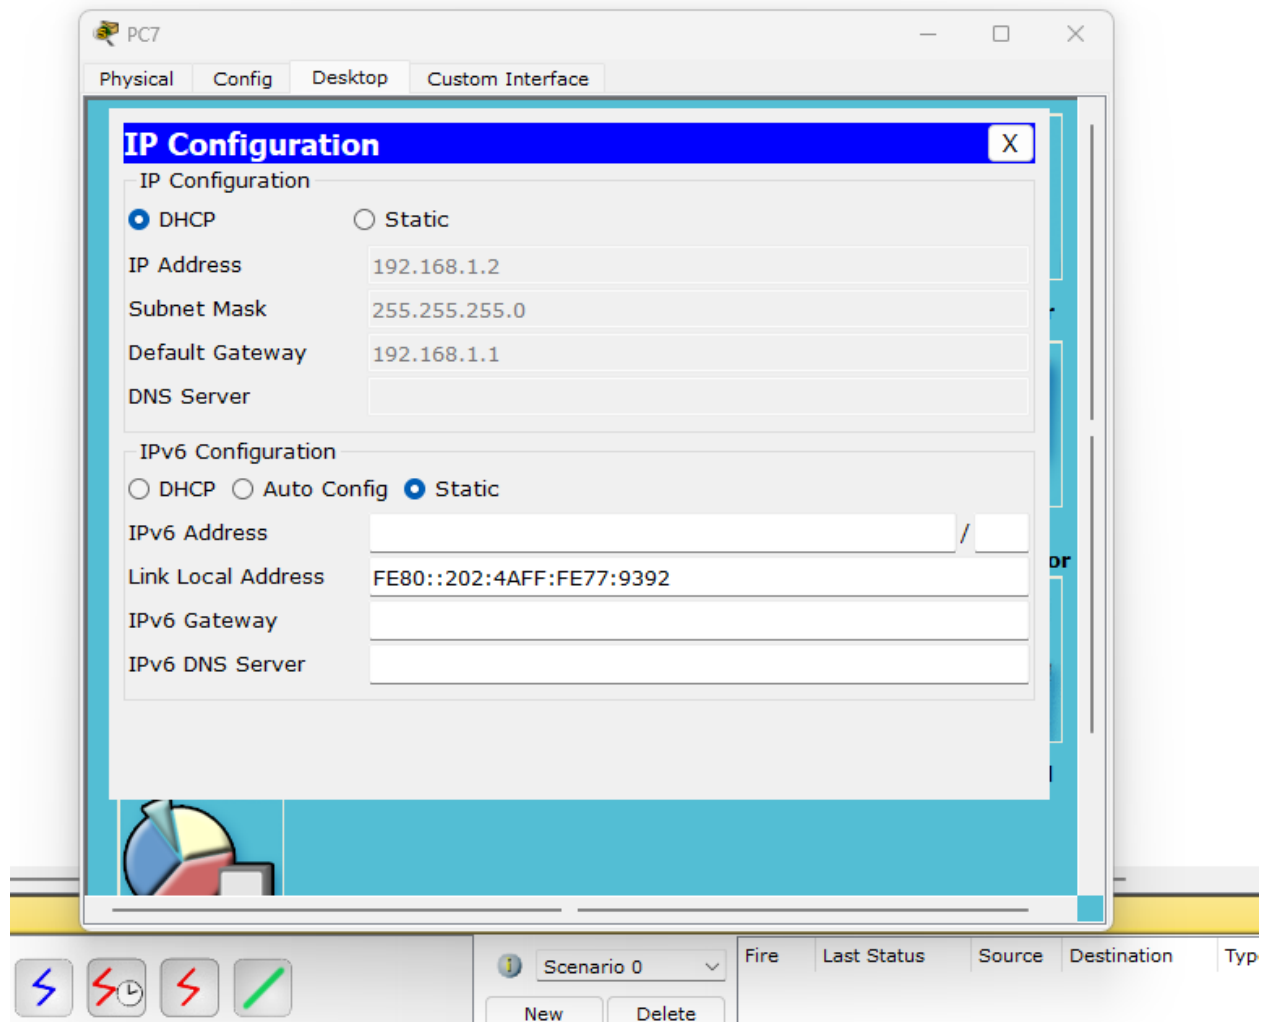 PC7
Physical Config Desktop Custom Interface
IP Configuration X
IP Configuration
DHCP Static
IP Address 192.168.1.2
Subnet Mask 255.255.255.0
Default Gateway 192.168.1.1
DNS Server
IPv6 Configuration
DHCP Auto Config Static
IPv6 Address /
Link Local Address FE80::202:4AFF:FE77:9392
or
IPv6 Gateway
IPv6 DNS Server
Scenario 0 Fire Last Status Source Destination Typ
New Delete